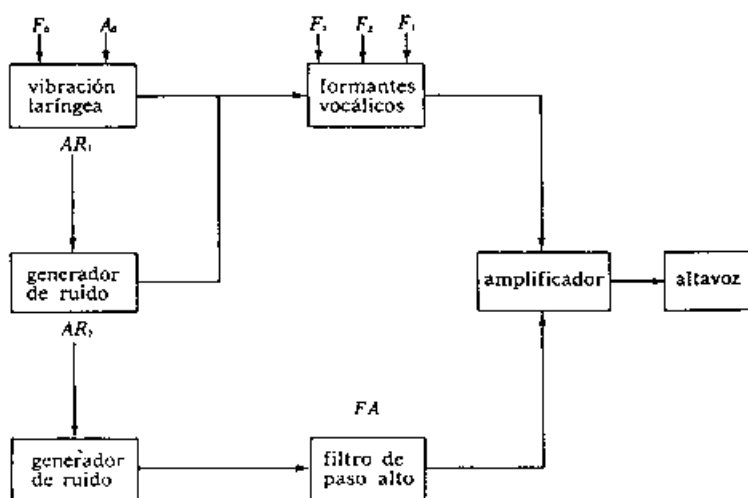 F₀ A₀ F₃ F₂ F₁
vibración
laríngea
formantes
vocálicos
AR₁
generador
de ruido
amplificador
altavoz
AR₂
FA
generador
de ruido
filtro de
paso alto